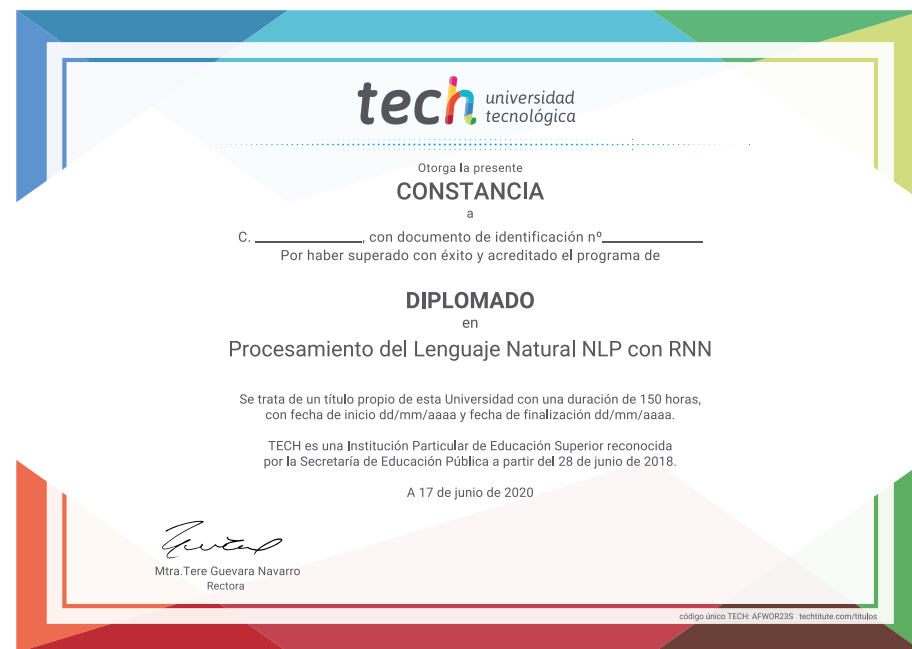 tech universidad
tecnológica
Otorga la presente
CONSTANCIA
a
C. ____________, con documento de identificación nº____________
Por haber superado con éxito y acreditado el programa de
DIPLOMADO
en
Procesamiento del Lenguaje Natural NLP con RNN
Se trata de un título propio de esta Universidad con una duración de 150 horas,
con fecha de inicio dd/mm/aaaa y fecha de finalización dd/mm/aaaa.
TECH es una Institución Particular de Educación Superior reconocida
por la Secretaría de Educación Pública a partir del 28 de junio de 2018.
A 17 de junio de 2020
Mtra.Tere Guevara Navarro
Rectora
código único TECH: AFWOR23S techtitute.com/títulos